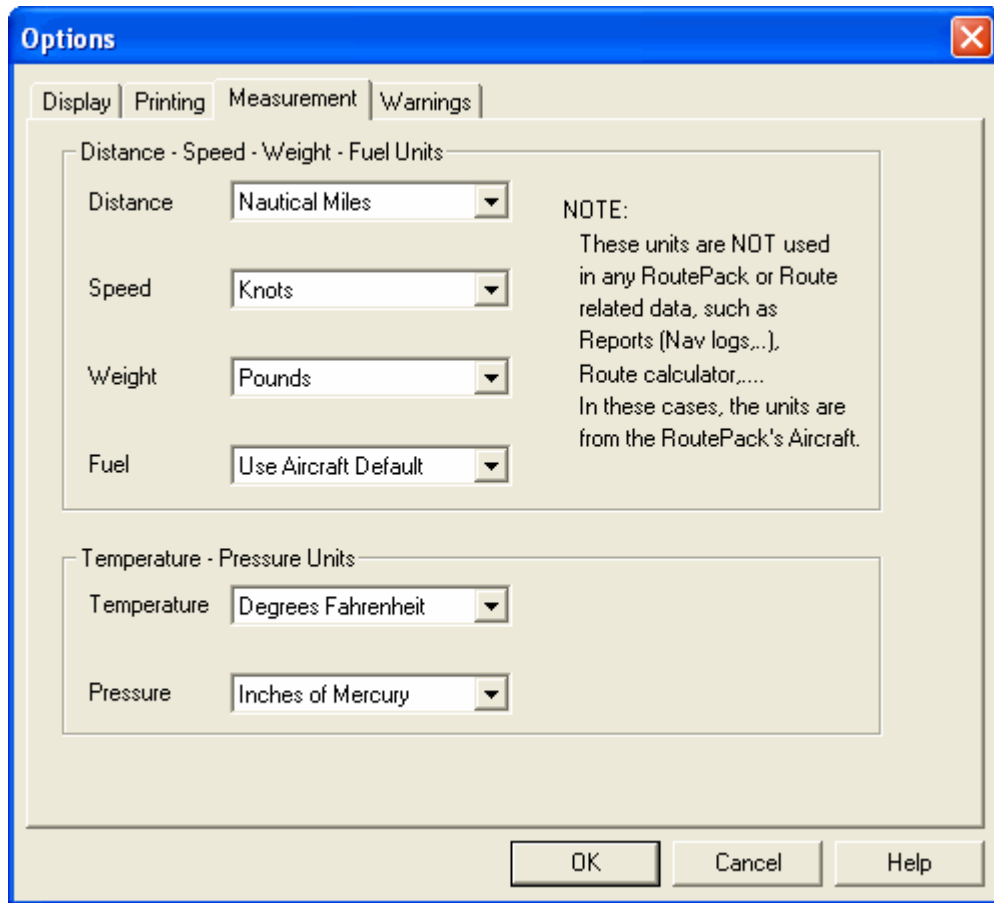 Options
Display Printing Measurement Warnings
Distance - Speed - Weight - Fuel Units
Distance Nautical Miles
Speed Knots
Weight Pounds
Fuel Use Aircraft Default
NOTE:
These units are NOT used
in any RoutePack or Route
related data, such as
Reports (Nav logs,..),
Route calculator,....
In these cases, the units are
from the RoutePack's Aircraft.
Temperature - Pressure Units
Temperature Degrees Fahrenheit
Pressure Inches of Mercury
OK Cancel Help